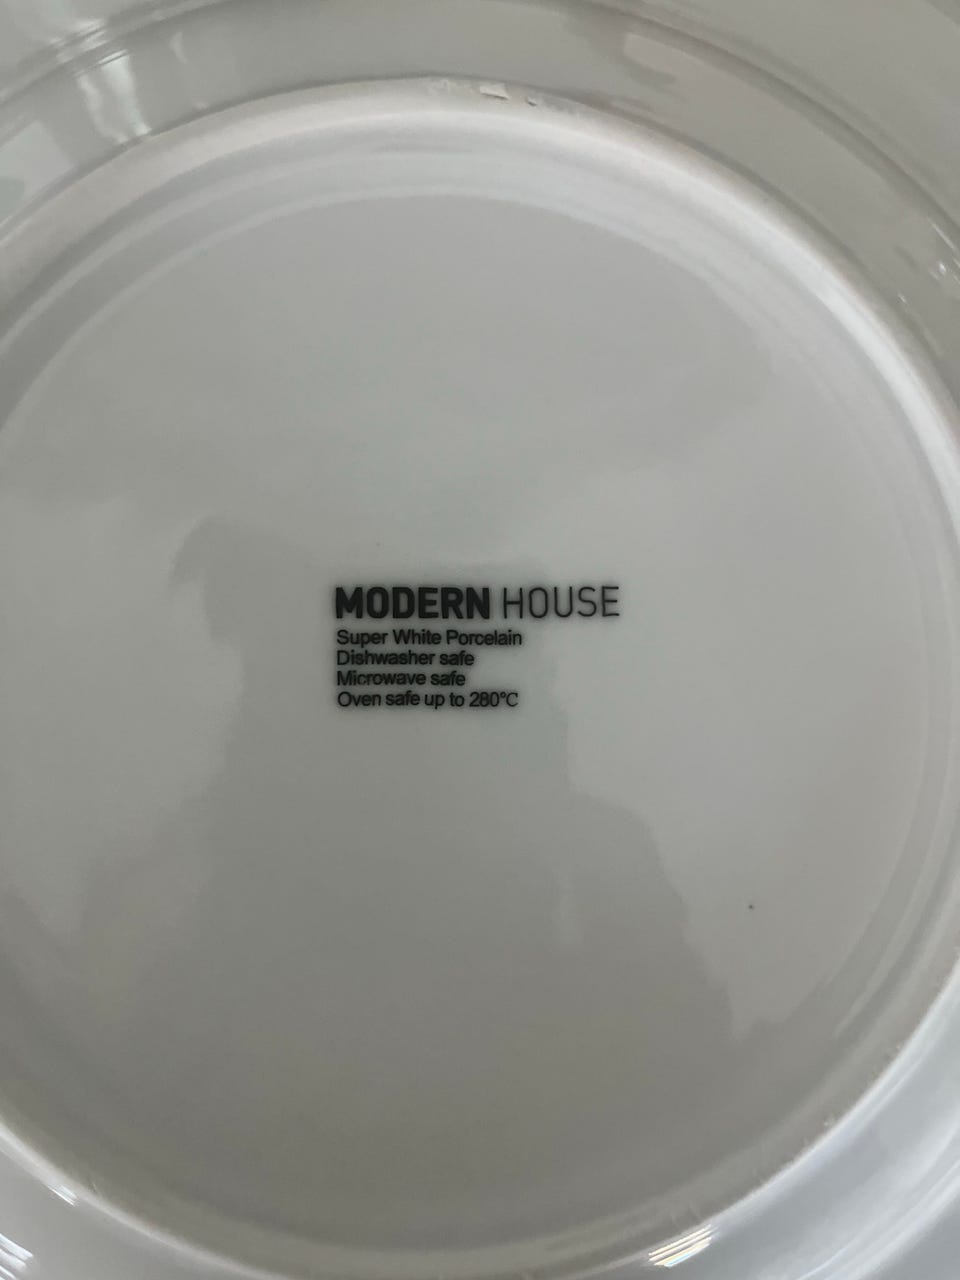 MODERN HOUSE
Super White Porcelain
Dishwasher safe
Microwave safe
Oven safe up to 280°C